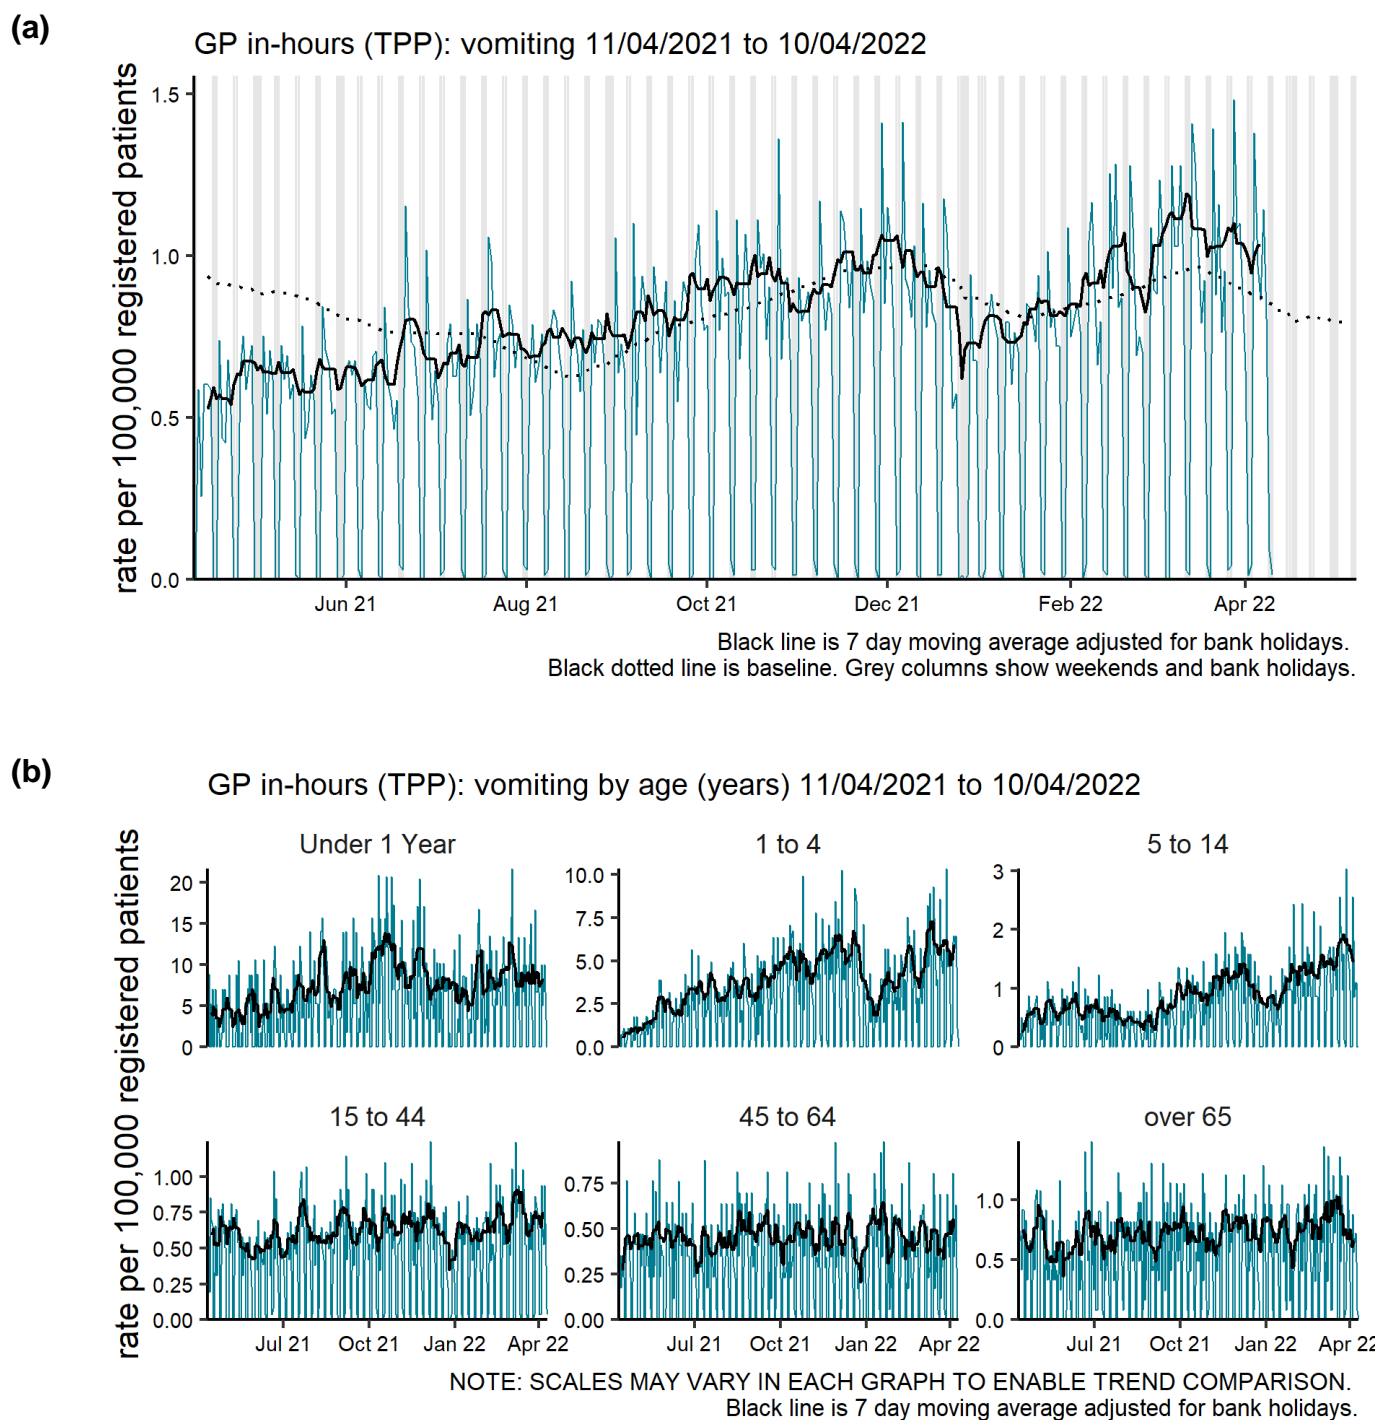 (a)
GP in-hours (TPP): vomiting 11/04/2021 to 10/04/2022
rate per 100,000 registered patients
1.5
1.0
0.5
0.0
Jun 21 Aug 21 Oct 21 Dec 21 Feb 22 Apr 22
Black line is 7 day moving average adjusted for bank holidays.
Black dotted line is baseline. Grey columns show weekends and bank holidays.
(b)
GP in-hours (TPP): vomiting by age (years) 11/04/2021 to 10/04/2022
rate per 100,000 registered patients
Under 1 Year
20
15
10
5
0
1 to 4
10.0
7.5
5.0
2.5
0.0
5 to 14
3
2
1
0
15 to 44
1.00
0.75
0.50
0.25
0.00
Jul 21 Oct 21 Jan 22 Apr 22
45 to 64
0.75
0.50
0.25
0.00
Jul 21 Oct 21 Jan 22 Apr 22
over 65
1.0
0.5
0.0
Jul 21 Oct 21 Jan 22 Apr 22
NOTE: SCALES MAY VARY IN EACH GRAPH TO ENABLE TREND COMPARISON.
Black line is 7 day moving average adjusted for bank holidays.